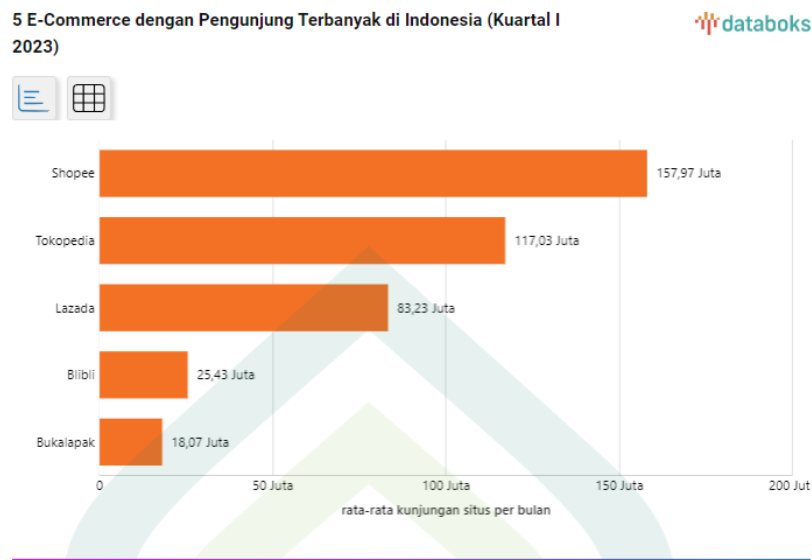 5 E-Commerce dengan Pengunjung Terbanyak di Indonesia (Kuartal I
2023)
databoks
Shopee
157,97 Juta
Tokopedia
117,03 Juta
Lazada
83,23 Juta
Blibli
25,43 Juta
Bukalapak
18,07 Juta
0
50 Juta
100 Juta
150 Juta
200 Jut
rata-rata kunjungan situs per bulan